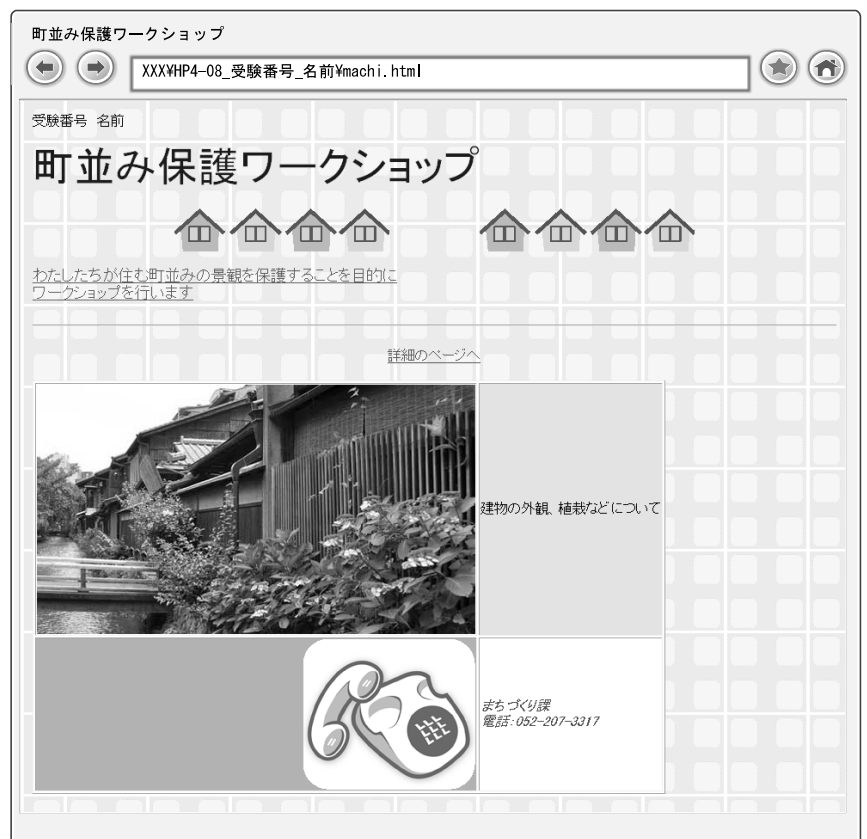 町並み保護ワークショップ
XXX¥HP4-08_受験番号_名前¥machi.html
受験番号 名前
町並み保護ワークショップ
わたしたちが住む町並みの景観を保護することを目的に
ワークショップを行います
詳細のページへ
建物の外観、植栽などについて
まちづくり課
電話:052-207-3317